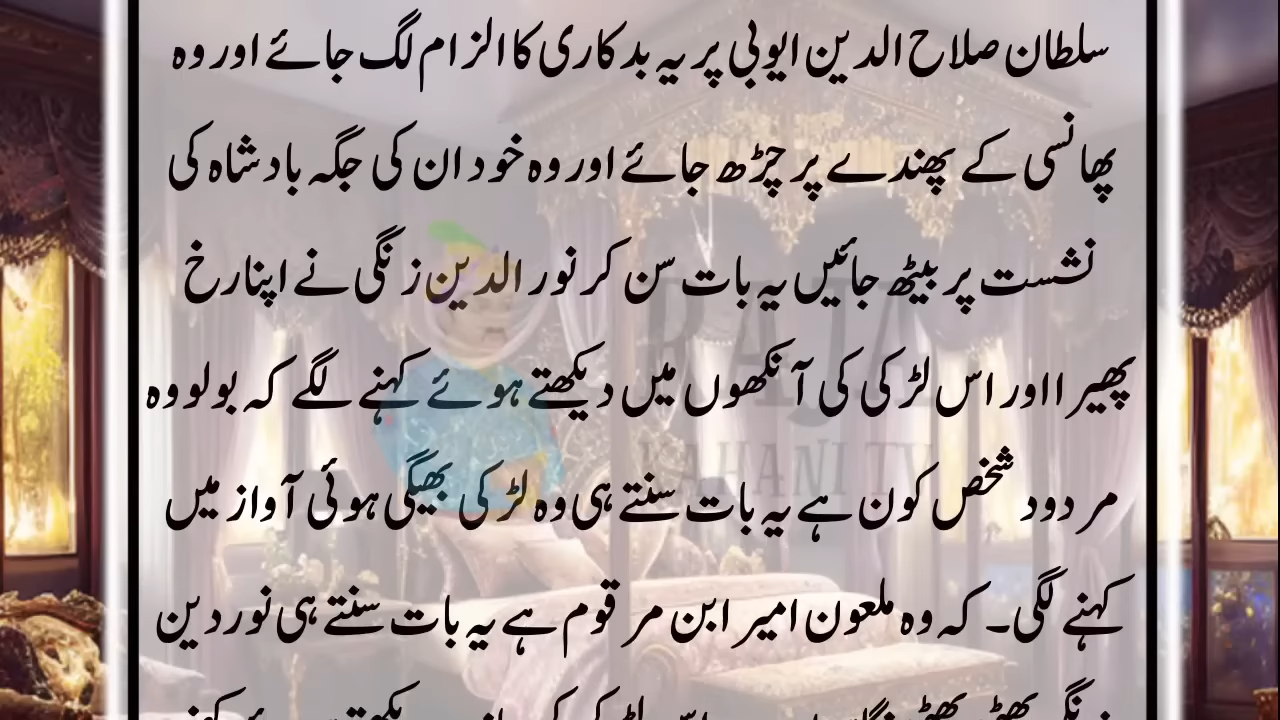 سلطان صلاح الدین ایوبی پر یہ بدکاری کا الزام لگ جائے اور وہ
پھانسی کے پھندے پر چڑھ جائے اور وہ خود ان کی جگہ بادشاہ کی
نشست پر بیٹھ جائیں یہ بات سن کر نور الدین زنگی نے اپنا رخ
پھیرا اور اس لڑکی کی آنکھوں میں دیکھتے ہوئے کہنے لگے کہ بولو وہ
مردود شخص کون ہے یہ بات سنتے ہی وہ لڑکی بھیگی ہوئی آواز میں
کہنے لگی۔ کہ وہ ملعون امیر ابن مرقوم ہے یہ بات سنتے ہی نوردین
RAJA
KAHANI TV